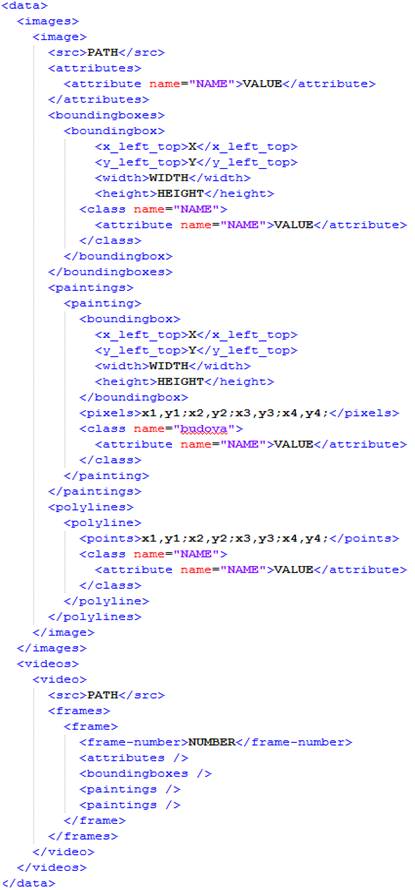 <data>
<images>
<image>
<src>PATH</src>
<attributes>
<attribute name="NAME">VALUE</attribute>
</attributes>
<boundingboxes>
<boundingbox>
<x_left_top>X</x_left_top>
<y_left_top>Y</y_left_top>
<width>WIDTH</width>
<height>HEIGHT</height>
<class name="NAME">
<attribute name="NAME">VALUE</attribute>
</class>
</boundingbox>
</boundingboxes>
<paintings>
<painting>
<boundingbox>
<x_left_top>X</x_left_top>
<y_left_top>Y</y_left_top>
<width>WIDTH</width>
<height>HEIGHT</height>
</boundingbox>
<pixels>x1,y1;x2,y2;x3,y3;x4,y4;</pixels>
<class name="budova">
<attribute name="NAME">VALUE</attribute>
</class>
</painting>
</paintings>
<polylines>
<polyline>
<points>x1,y1;x2,y2;x3,y3;x4,y4;</points>
<class name="NAME">
<attribute name="NAME">VALUE</attribute>
</class>
</polyline>
</polylines>
</image>
</images>
<videos>
<video>
<src>PATH</src>
<frames>
<frame>
<frame-number>NUMBER</frame-number>
<attributes />
<boundingboxes />
<paintings />
<paintings />
</frame>
</frames>
</video>
</videos>
</data>